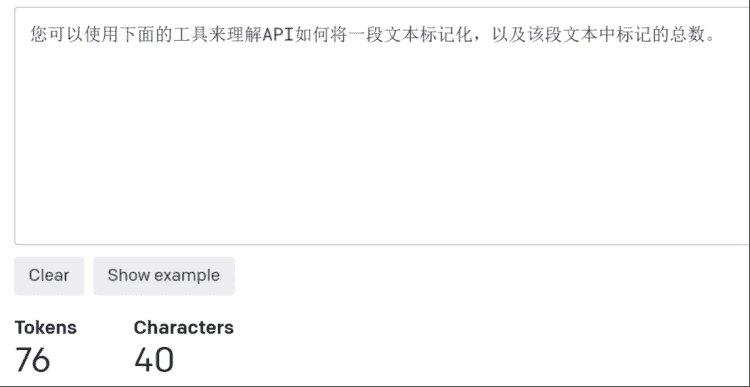 您可以使用下面的工具来理解API如何将一段文本标记化，以及该段文本中标记的总数。
Clear
Show example
Tokens
Characters
76
40